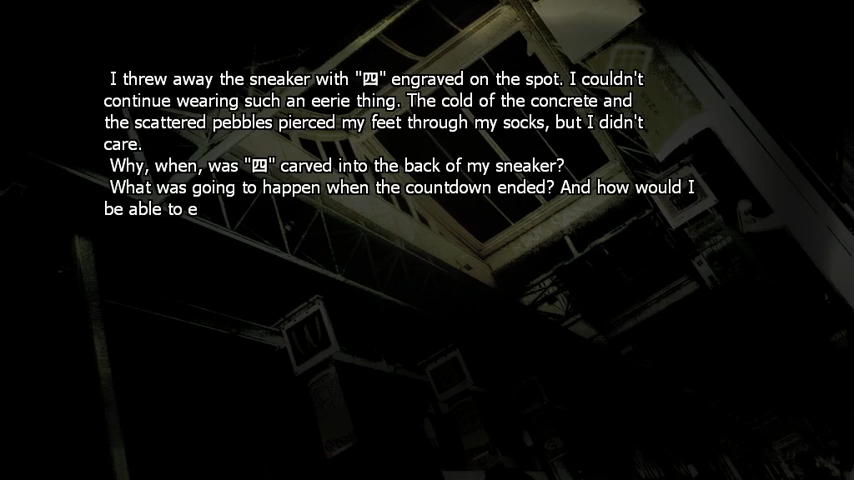 I threw away the sneaker with "四" engraved on the spot. I couldn't
continue wearing such an eerie thing. The cold of the concrete and
the scattered pebbles pierced my feet through my socks, but I didn't
care.
Why, when, was "四" carved into the back of my sneaker?
What was going to happen when the countdown ended? And how would I
be able to e